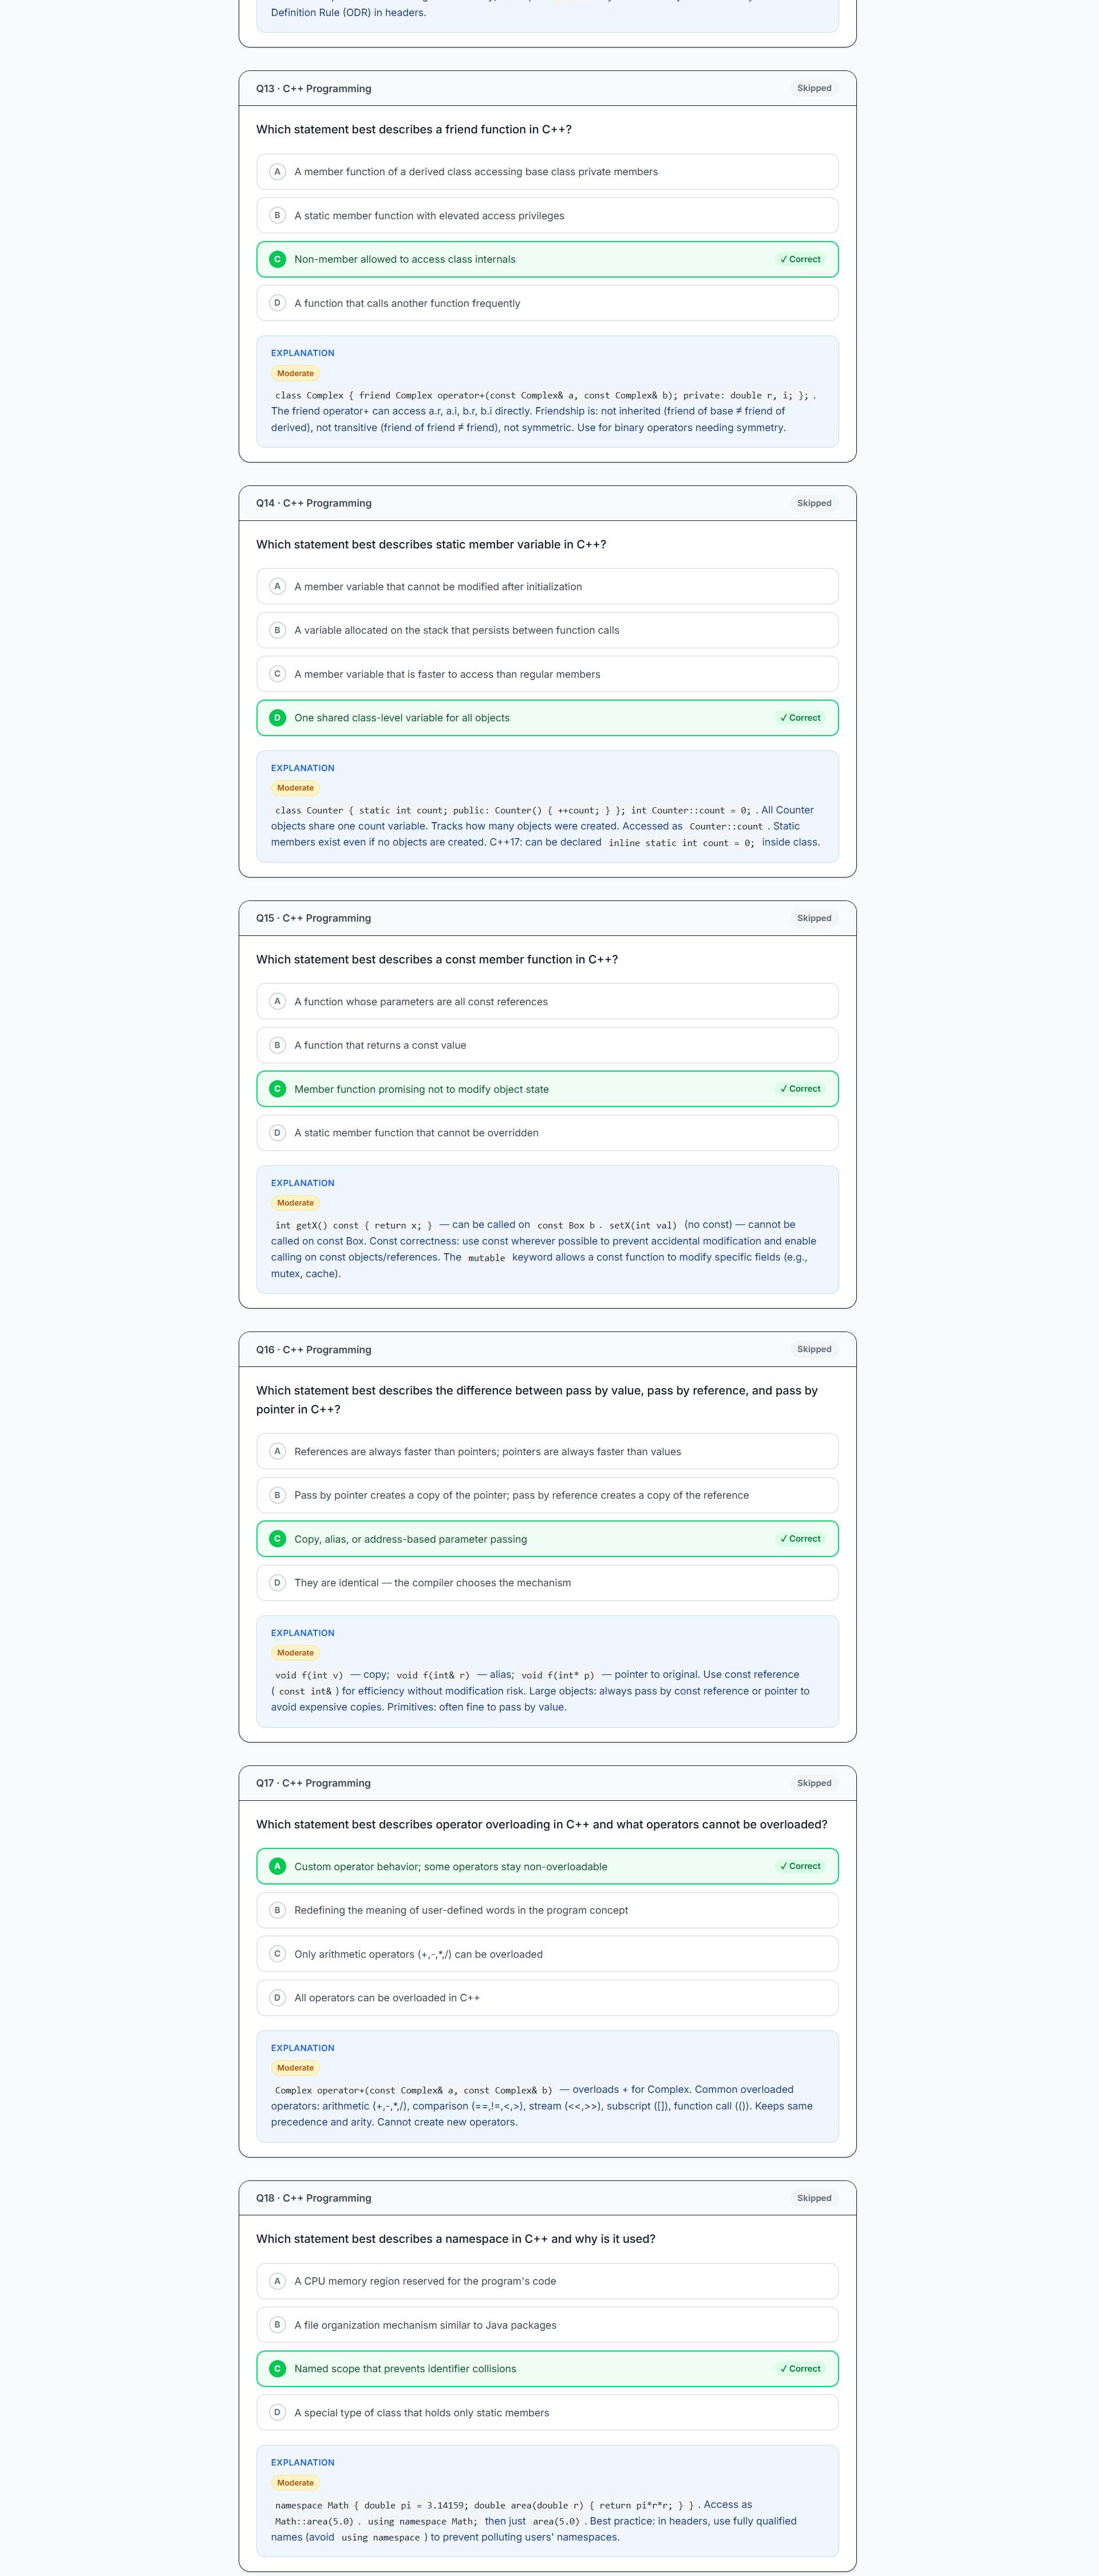 Definition Rule (ODR) in headers.
Q13 · C++ Programming
Skipped
Which statement best describes a friend function in C++?
A A member function of a derived class accessing base class private members
B A static member function with elevated access privileges
C Non-member allowed to access class internals ✓ Correct
D A function that calls another function frequently
EXPLANATION
Moderate
class Complex { friend Complex operator+(const Complex& a, const Complex& b); private: double r, i; }; .
The friend operator+ can access a.r, a.i, b.r, b.i directly. Friendship is: not inherited (friend of base ≠ friend of
derived), not transitive (friend of friend ≠ friend), not symmetric. Use for binary operators needing symmetry.
Q14 · C++ Programming
Skipped
Which statement best describes static member variable in C++?
A A member variable that cannot be modified after initialization
B A variable allocated on the stack that persists between function calls
C A member variable that is faster to access than regular members
D One shared class-level variable for all objects ✓ Correct
EXPLANATION
Moderate
class Counter { static int count; public: Counter() { ++count; } }; int Counter::count = 0; . All Counter
objects share one count variable. Tracks how many objects were created. Accessed as Counter::count . Static
members exist even if no objects are created. C++17: can be declared inline static int count = 0; inside class.
Q15 · C++ Programming
Skipped
Which statement best describes a const member function in C++?
A A function whose parameters are all const references
B A function that returns a const value
C Member function promising not to modify object state ✓ Correct
D A static member function that cannot be overridden
EXPLANATION
Moderate
int getX() const { return x; } — can be called on const Box b . setX(int val) (no const) — cannot be
called on const Box. Const correctness: use const wherever possible to prevent accidental modification and enable
calling on const objects/references. The mutable keyword allows a const function to modify specific fields (e.g.,
mutex, cache).
Q16 · C++ Programming
Skipped
Which statement best describes the difference between pass by value, pass by reference, and pass by
pointer in C++?
A References are always faster than pointers; pointers are always faster than values
B Pass by pointer creates a copy of the pointer; pass by reference creates a copy of the reference
C Copy, alias, or address-based parameter passing ✓ Correct
D They are identical — the compiler chooses the mechanism
EXPLANATION
Moderate
void f(int v) — copy; void f(int& r) — alias; void f(int* p) — pointer to original. Use const reference
( const int& ) for efficiency without modification risk. Large objects: always pass by const reference or pointer to
avoid expensive copies. Primitives: often fine to pass by value.
Q17 · C++ Programming
Skipped
Which statement best describes operator overloading in C++ and what operators cannot be overloaded?
A Custom operator behavior; some operators stay non-overloadable ✓ Correct
B Redefining the meaning of user-defined words in the program concept
C Only arithmetic operators (+,-,*,/) can be overloaded
D All operators can be overloaded in C++
EXPLANATION
Moderate
Complex operator+(const Complex& a, const Complex& b) — overloads + for Complex. Common overloaded
operators: arithmetic (+,-,*,/), comparison (==,!=,<,>), stream (<<,>>), subscript ([]), function call (()). Keeps same
precedence and arity. Cannot create new operators.
Q18 · C++ Programming
Skipped
Which statement best describes a namespace in C++ and why is it used?
A A CPU memory region reserved for the program's code
B A file organization mechanism similar to Java packages
C Named scope that prevents identifier collisions ✓ Correct
D A special type of class that holds only static members
EXPLANATION
Moderate
namespace Math { double pi = 3.14159; double area(double r) { return pi*r*r; } } . Access as
Math::area(5.0) . using namespace Math; then just area(5.0) . Best practice: in headers, use fully qualified
names (avoid using namespace ) to prevent polluting users' namespaces.